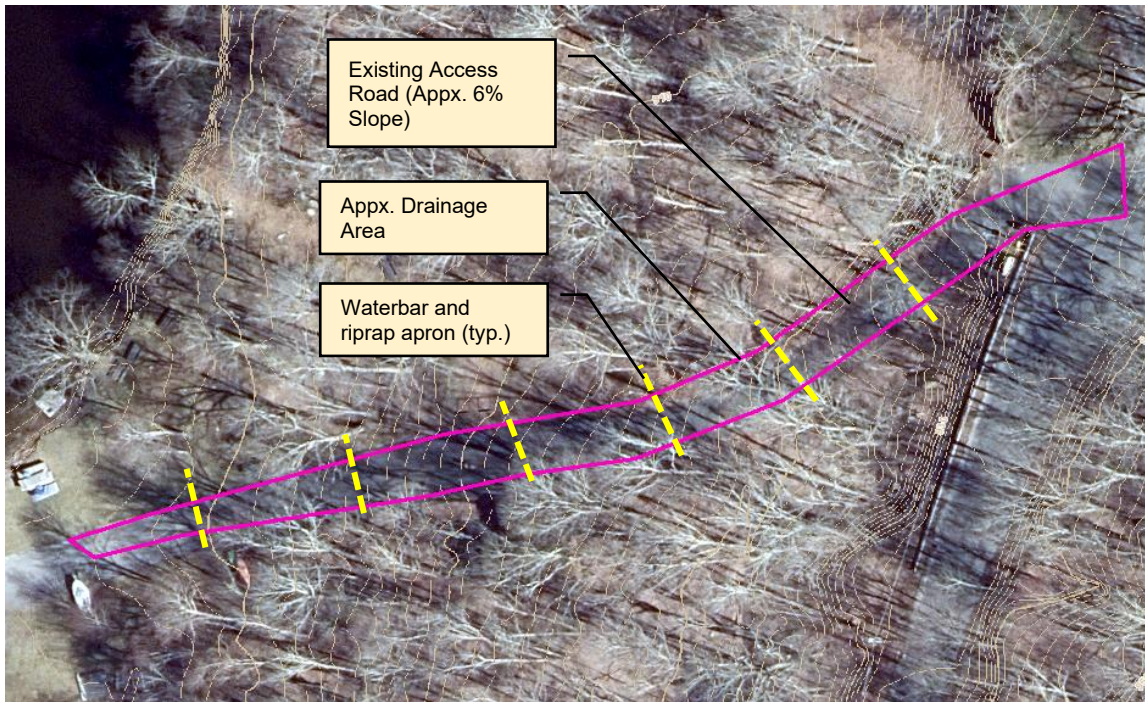 Existing Access
Road (Appx. 6%
Slope)
Appx. Drainage
Area
Waterbar and
riprap apron (typ.)